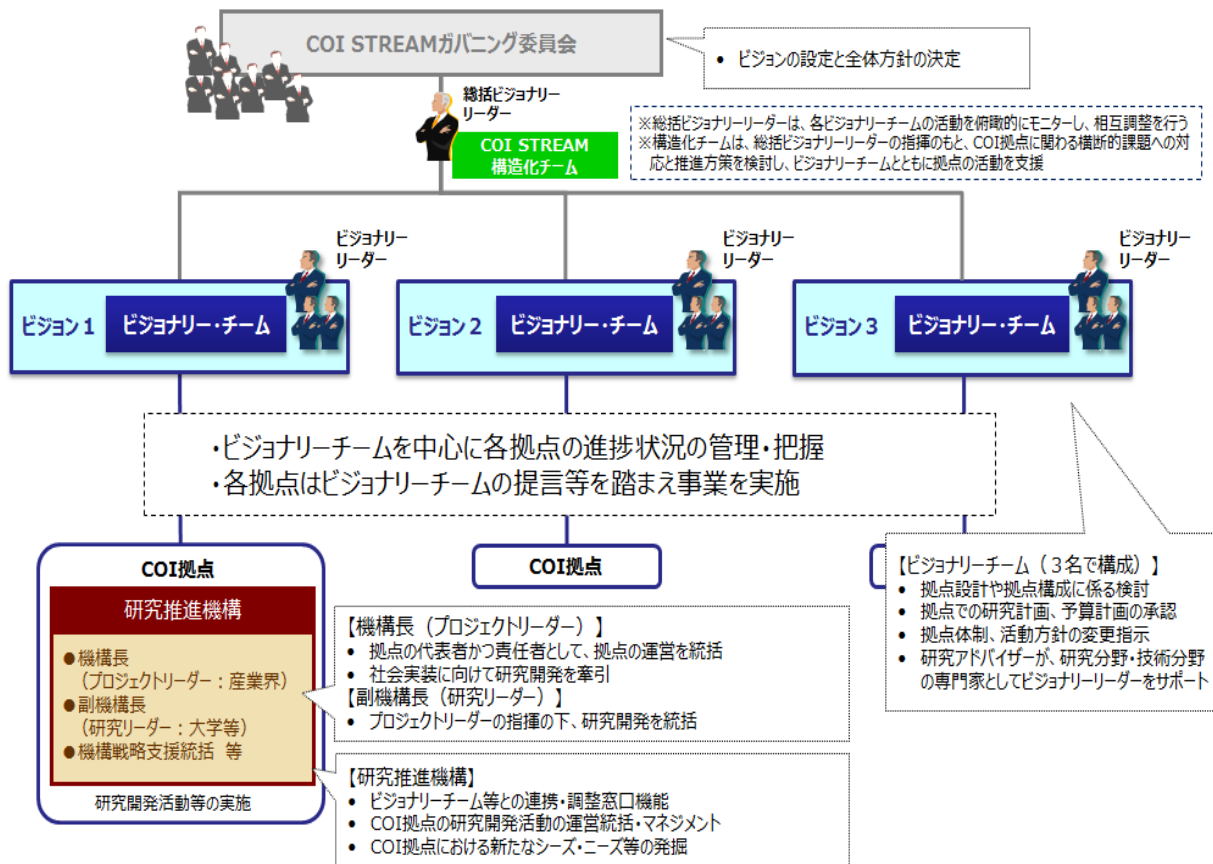 COI STREAMガバニング委員会
• ビジョンの設定と全体方針の決定
総括ビジョナリー
リーダー
COI STREAM
構造化チーム
※総括ビジョナリーリーダーは、各ビジョナリーチームの活動を俯瞰的にモニターし、相互調整を行う
※構造化チームは、総括ビジョナリーリーダーの指揮のもと、COI拠点に関わる横断的課題への対
応と推進方策を検討し、ビジョナリーチームとともに拠点の活動を支援
ビジョナリー
リーダー
ビジョナリー
リーダー
ビジョナリー
リーダー
ビジョン１
ビジョナリー・チーム
ビジョン２
ビジョナリー・チーム
ビジョン３
ビジョナリー・チーム
・ビジョナリーチームを中心に各拠点の進捗状況の管理・把握
・各拠点はビジョナリーチームの提言等を踏まえ事業を実施
COI拠点
研究推進機構
●機構長
（プロジェクトリーダー：産業界）
●副機構長
（研究リーダー：大学等）
●機構戦略支援統括 等
研究開発活動等の実施
COI拠点
【機構長（プロジェクトリーダー）】
• 拠点の代表者かつ責任者として、拠点の運営を統括
• 社会実装に向けて研究開発を牽引
【副機構長（研究リーダー）】
• プロジェクトリーダーの指揮の下、研究開発を統括
【研究推進機構】
• ビジョナリーチーム等との連携・調整窓口機能
• COI拠点の研究開発活動の運営統括・マネジメント
• COI拠点における新たなシーズ・ニーズ等の発掘
【ビジョナリーチーム（３名で構成）】
• 拠点設計や拠点構成に係る検討
• 拠点での研究計画、予算計画の承認
• 拠点体制、活動方針の変更指示
• 研究アドバイザーが、研究分野・技術分野
の専門家としてビジョナリーリーダーをサポート